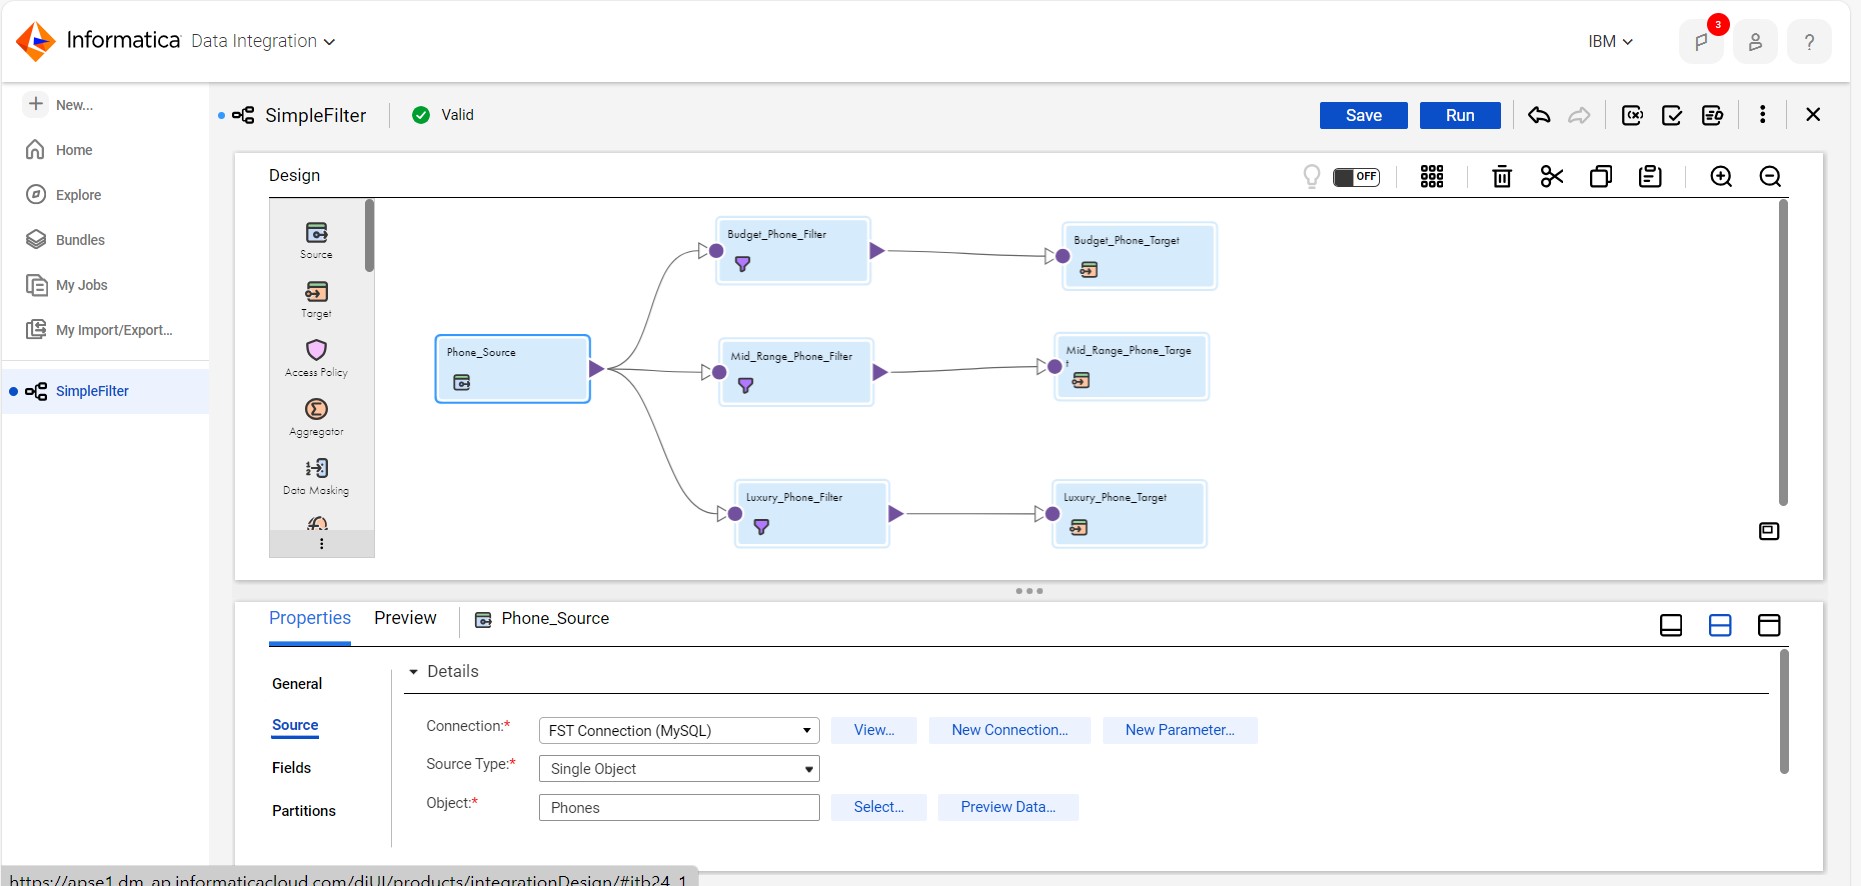 Informatica Data Integration
IBM
3
?
New...
Home
Explore
Bundles
My Jobs
My Import/Export...
SimpleFilter
SimpleFilter
Valid
Save
Run
Design
OFF
Source
Target
Access Policy
Aggregator
Data Masking
Phone_Source
Budget_Phone_Filter
Budget_Phone_Target
Mid_Range_Phone_Filter
Mid_Range_Phone_Targe
t
Luxury_Phone_Filter
Luxury_Phone_Target
Properties
Preview
Phone_Source
General
Source
Fields
Partitions
Details
Connection:* FST Connection (MySQL) View... New Connection... New Parameter...
Source Type:* Single Object
Object:* Phones Select... Preview Data...
https://apse1.dm-ap.informaticacloud.com/diUI/products/integrationDesign/#itb24_1